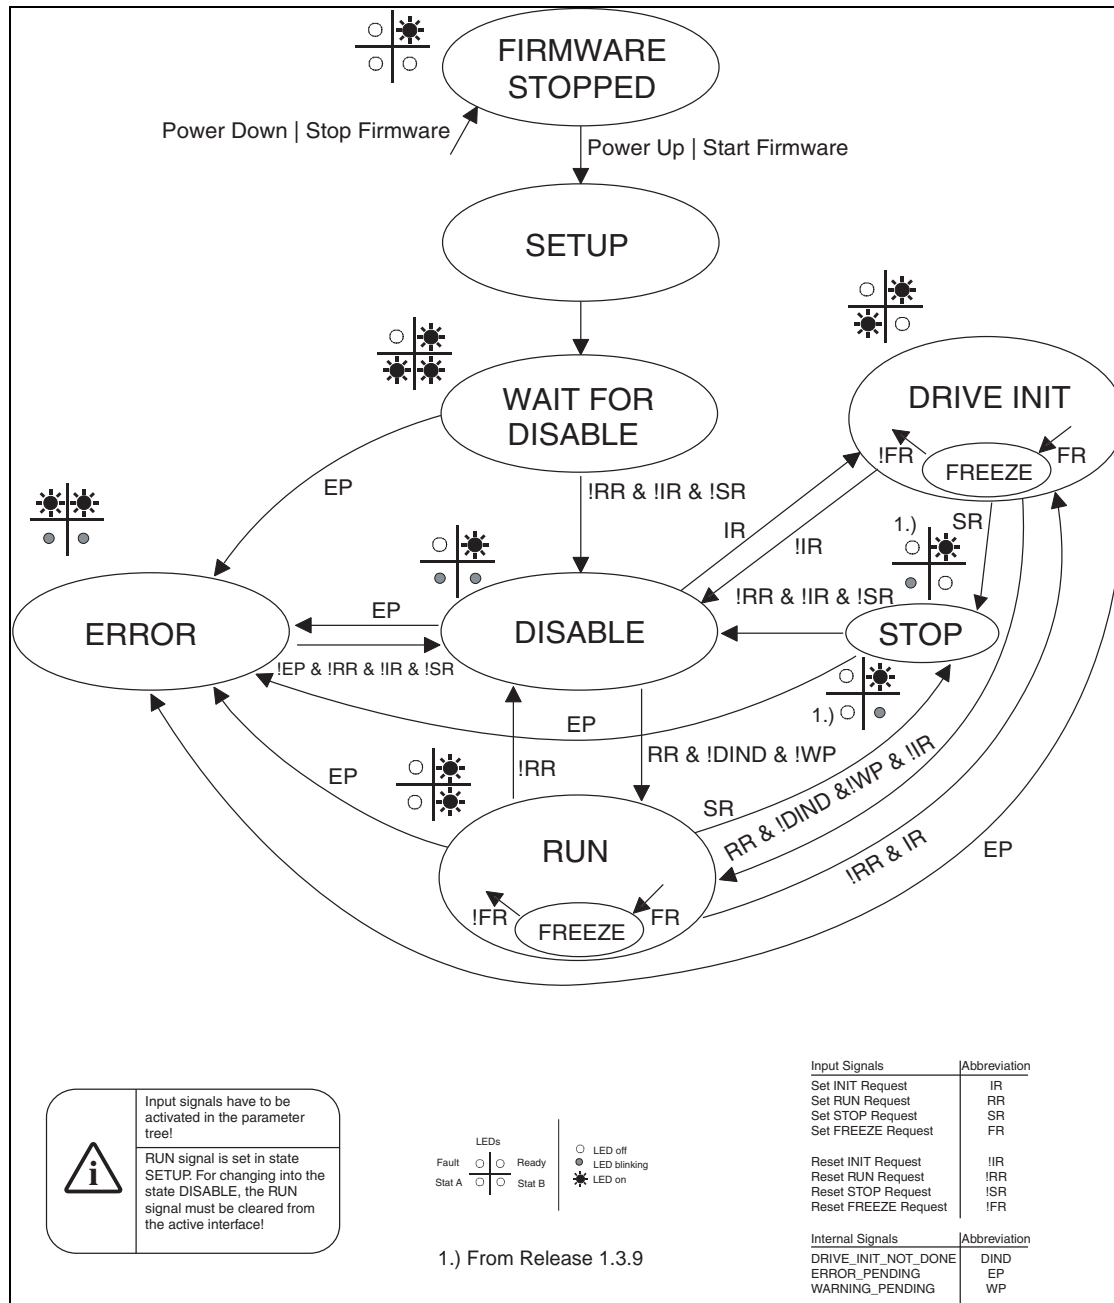 FIRMWARE
STOPPED
Power Down | Stop Firmware
Power Up | Start Firmware
SETUP
WAIT FOR
DISABLE
DRIVE INIT
!FR
FR
FREEZE
EP
!RR & !IR & !SR
IR
!IR
1.)
SR
!RR & !IR & !SR
ERROR
EP
DISABLE
STOP
!EP & !RR & !IR & !SR
1.)
EP
!RR
RR & !DIND & !WP
EP
SR
RR & !DIND &!WP & !IR
!RR & IR
EP
RUN
!FR
FR
FREEZE
Input signals have to be
activated in the parameter
tree!
RUN signal is set in state
SETUP. For changing into the
state DISABLE, the RUN
signal must be cleared from
the active interface!
i
LEDs
Fault
Ready
Stat A
Stat B
LED off
LED blinking
LED on
1.) From Release 1.3.9
Input Signals Abbreviation
Set INIT Request IR
Set RUN Request RR
Set STOP Request SR
Set FREEZE Request FR
Reset INIT Request !IR
Reset RUN Request !RR
Reset STOP Request !SR
Reset FREEZE Request !FR
Internal Signals Abbreviation
DRIVE_INIT_NOT_DONE DIND
ERROR_PENDING EP
WARNING_PENDING WP